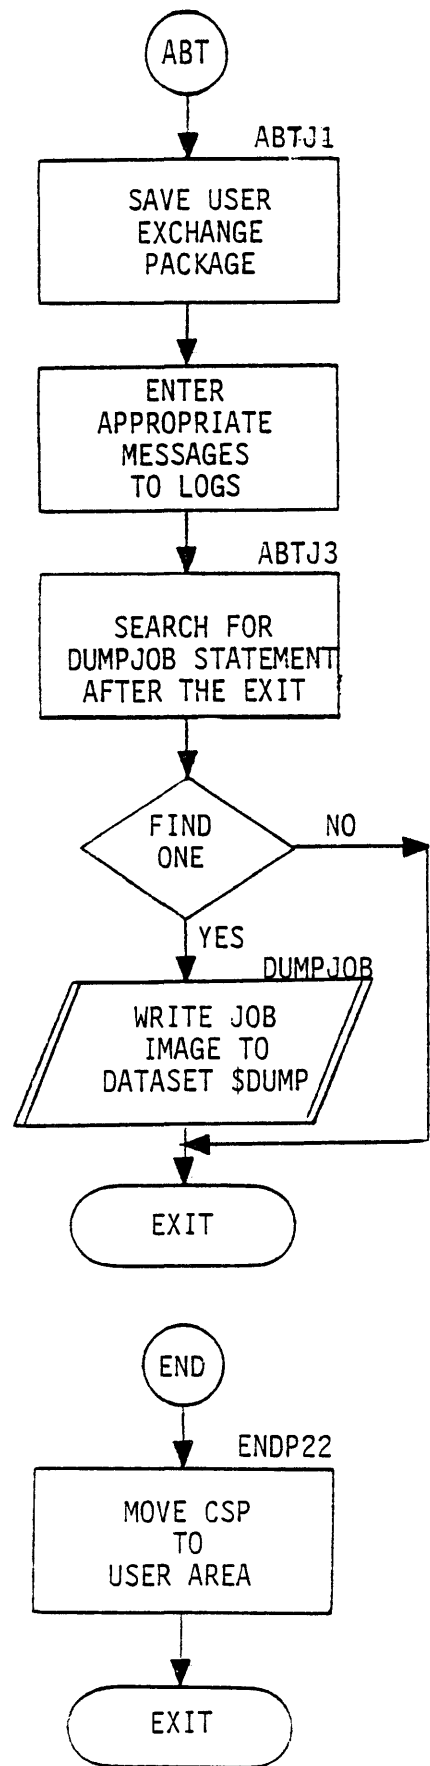 ABT
ABTJ1
SAVE USER
EXCHANGE
PACKAGE
ENTER
APPROPRIATE
MESSAGES
TO LOGS
ABTJ3
SEARCH FOR
DUMPJOB STATEMENT
AFTER THE EXIT
FIND
ONE
NO
YES
DUMPJOB
WRITE JOB
IMAGE TO
DATASET $DUMP
EXIT
END
ENDP22
MOVE CSP
TO
USER AREA
EXIT